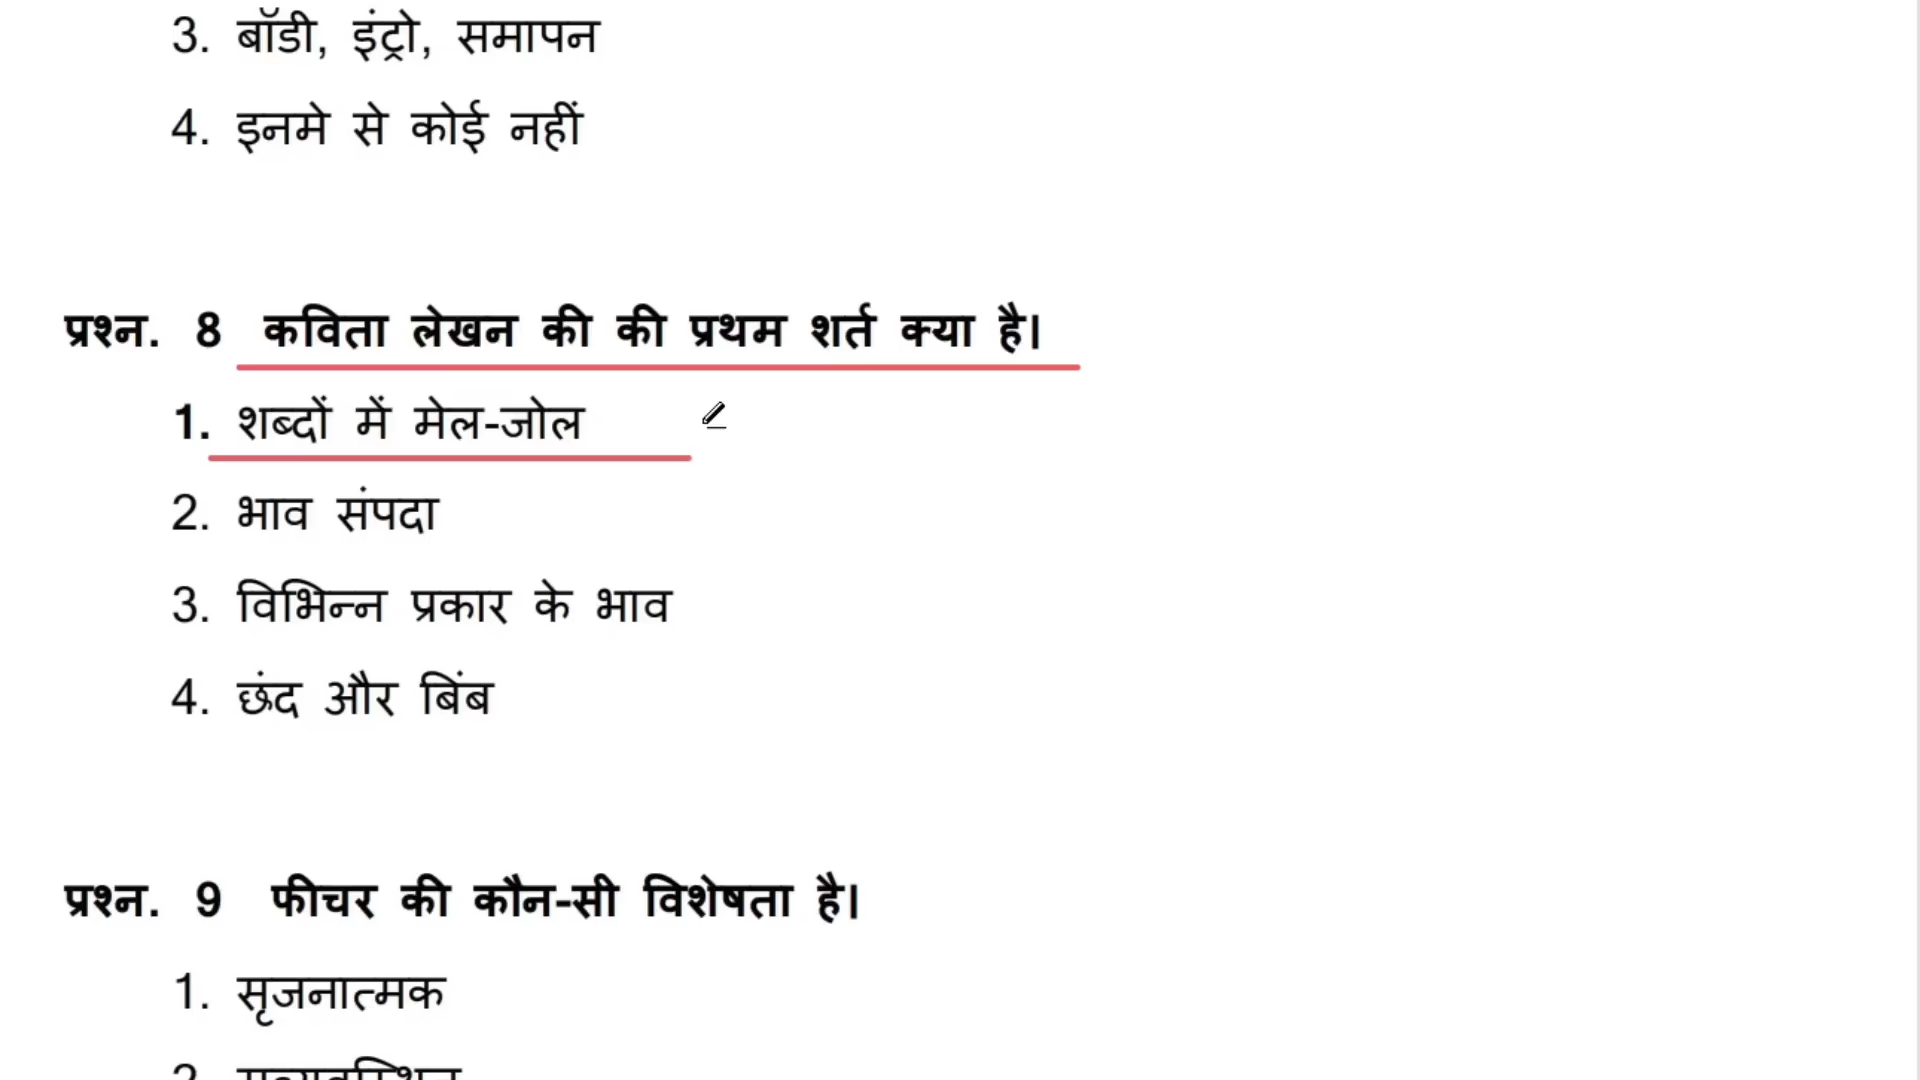 3. बॉडी, इंट्रो, समापन
4. इनमे से कोई नहीं
प्रश्न. 8 कविता लेखन की की प्रथम शर्त क्या है।
1. शब्दों में मेल-जोल
2. भाव संपदा
3. विभिन्न प्रकार के भाव
4. छंद और बिंब
प्रश्न. 9 फीचर की कौन-सी विशेषता है।
1. सृजनात्मक